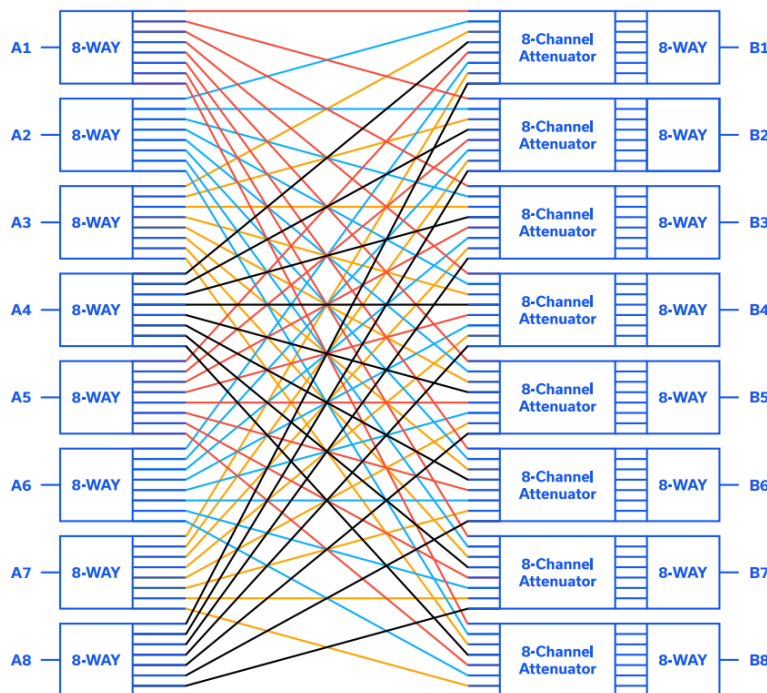 A1 8-WAY 8-Channel Attenuator 8-WAY B1
A2 8-WAY 8-Channel Attenuator 8-WAY B2
A3 8-WAY 8-Channel Attenuator 8-WAY B3
A4 8-WAY 8-Channel Attenuator 8-WAY B4
A5 8-WAY 8-Channel Attenuator 8-WAY B5
A6 8-WAY 8-Channel Attenuator 8-WAY B6
A7 8-WAY 8-Channel Attenuator 8-WAY B7
A8 8-WAY 8-Channel Attenuator 8-WAY B8